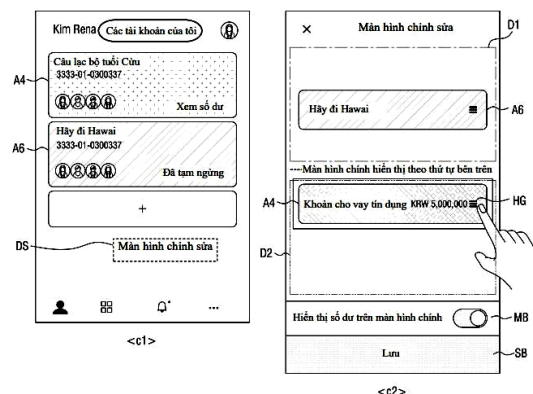 Kim Rena
Các tài khoản của tôi
Câu lạc bộ tuổi Cừu
3333-01-0300337
A4
Xem số dư
Hãy đi Hawai
3333-01-0300337
A6
Đã tạm ngừng
+
DS
Màn hình chỉnh sửa
...
<c1>
× Màn hình chỉnh sửa
D1
Hãy đi Hawai
A6
Màn hình chính hiển thị theo thứ tự bên trên
A4
Khoản cho vay tín dụng KRW 5,000,000
HG
D2
Hiển thị số dư trên màn hình chính
MB
Lưu
SB
<c2>